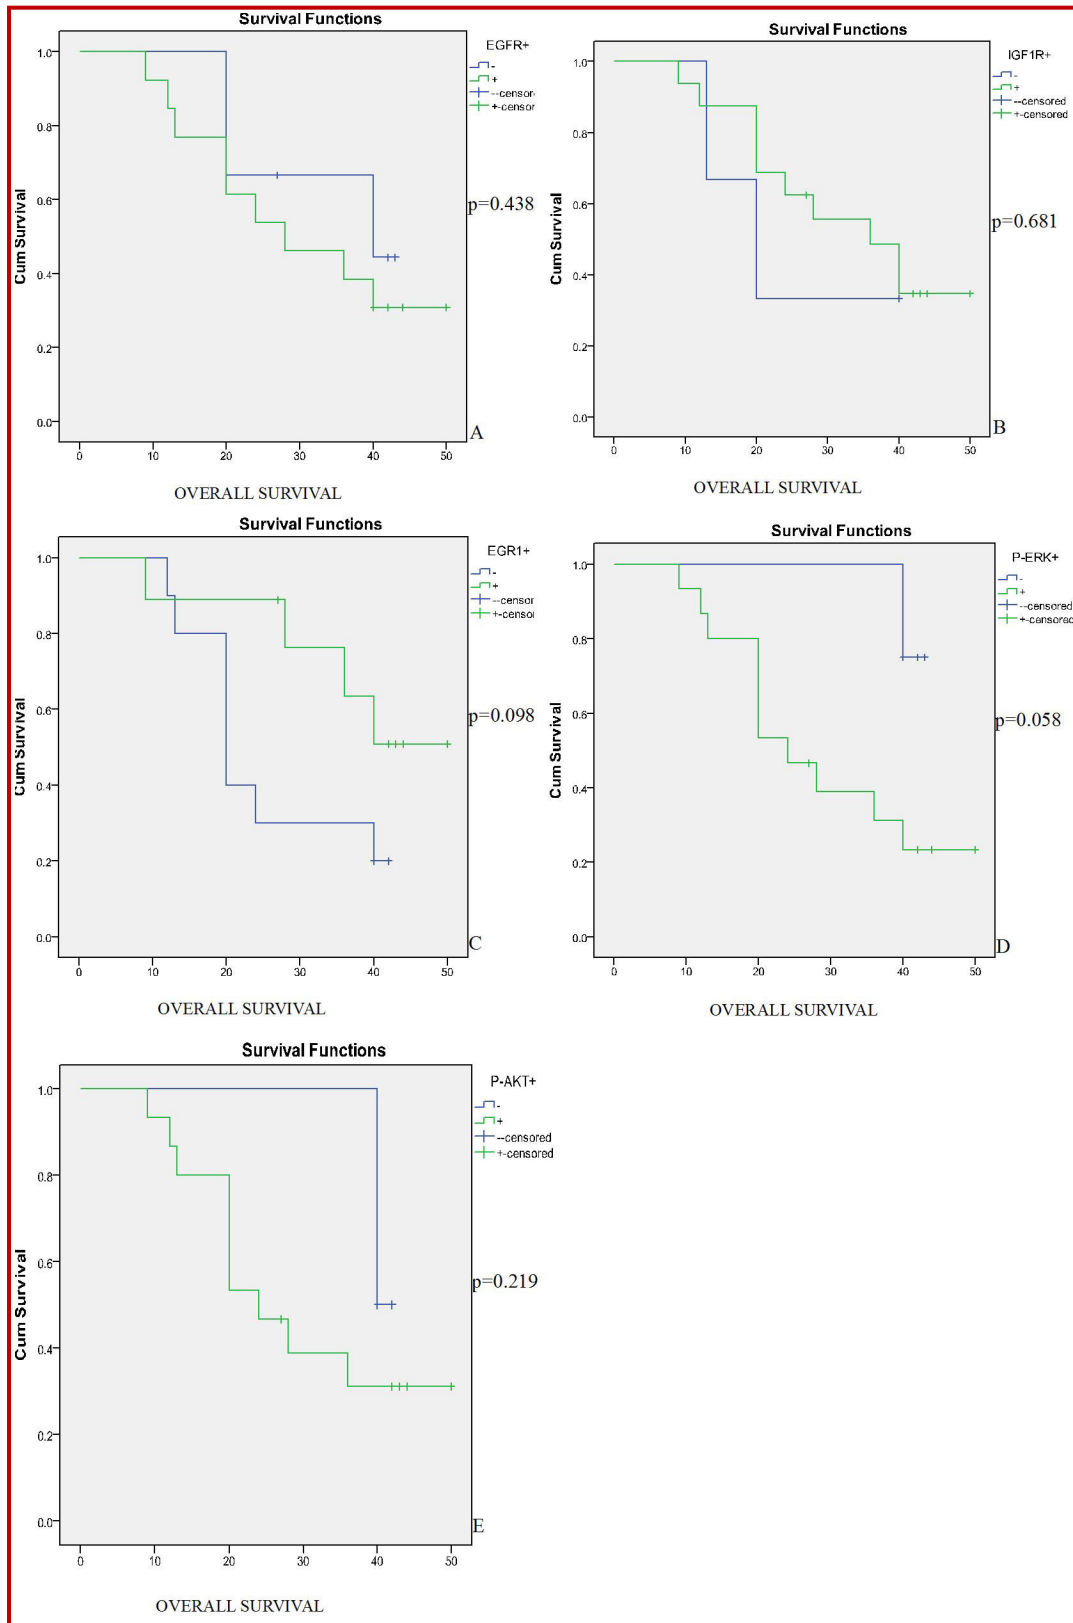 Survival Functions
EGFR+
-
+
--censor
+-censor
1.0
0.8
0.6
0.4
0.2
0.0
Cum Survival
p=0.438
A
0 10 20 30 40 50
OVERALL SURVIVAL
Survival Functions
IGF1R+
-
+
--censored
+-censored
1.0
0.8
0.6
0.4
0.2
0.0
Cum Survival
p=0.681
B
0 10 20 30 40 50
OVERALL SURVIVAL
Survival Functions
EGR1+
-
+
--censor
+-censor
1.0
0.8
0.6
0.4
0.2
0.0
Cum Survival
p=0.098
C
0 10 20 30 40 50
OVERALL SURVIVAL
Survival Functions
P-ERK+
-
+
--censored
+-censored
1.0
0.8
0.6
0.4
0.2
0.0
Cum Survival
p=0.058
D
0 10 20 30 40 50
OVERALL SURVIVAL
Survival Functions
P-AKT+
-
+
--censored
+-censored
1.0
0.8
0.6
0.4
0.2
0.0
Cum Survival
p=0.219
E
0 10 20 30 40 50
OVERALL SURVIVAL